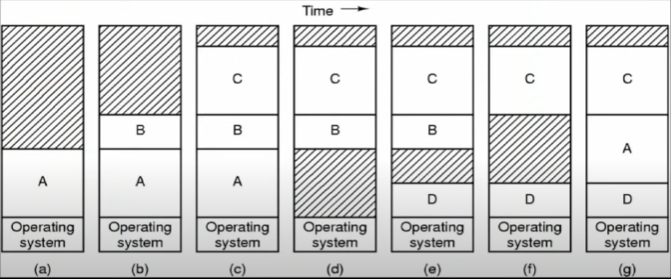 Time
C
C
C
C
C
B
B
B
B
A
A
A
A
D
D
D
Operating system
Operating system
Operating system
Operating system
Operating system
Operating system
Operating system
(a)
(b)
(c)
(d)
(e)
(f)
(g)